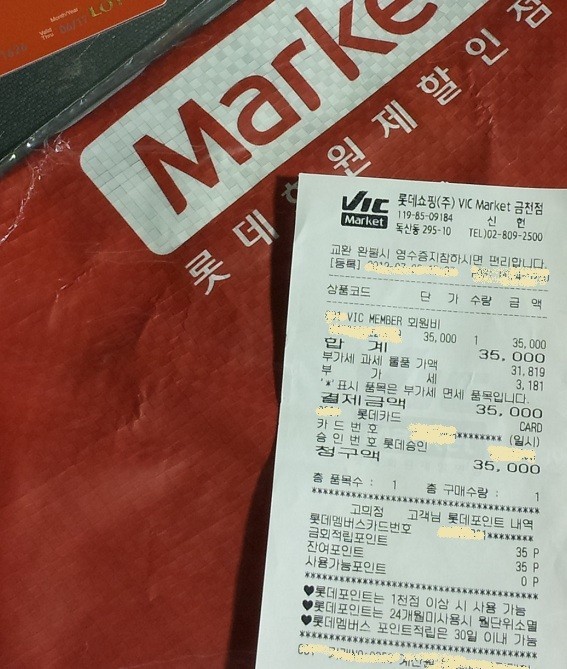 Month/Year
Valid Thru
LOT
Marke
롯데회원제할인점
Vic Market
롯데쇼핑(주) VIC Market 금천점
119-85-09184 신 헌
독산동 295-10 TEL)02-809-2500
교환 환불시 영수증지참하시면 편리합니다.
[등록]
상품코드 단 가 수량 금 액
VIC MEMBER 회원비
35,000 1 35,000
합 계 35,000
부가세 과세 물품 가액 31,819
부 가 세 3,181
'*'표시 품목은 부가세 면세 품목입니다.
결제금액 35,000
롯데카드 CARD
카 드 번 호 ******* (일시)
승 인 번 호 롯데승인
청구액 35,000
총 품목수 : 1 총 구매수량 : 1
고희정 고객님 롯데포인트 내역
롯데멤버스카드번호
금회적립포인트 35 P
잔여포인트 35 P
사용가능포인트 0 P
♥롯데포인트는 1천점 이상 시 사용 가능
♥롯데포인트는 24개월미사용시 월단위소멸
♥롯데멤버스 포인트적립은 30일 이내 가능